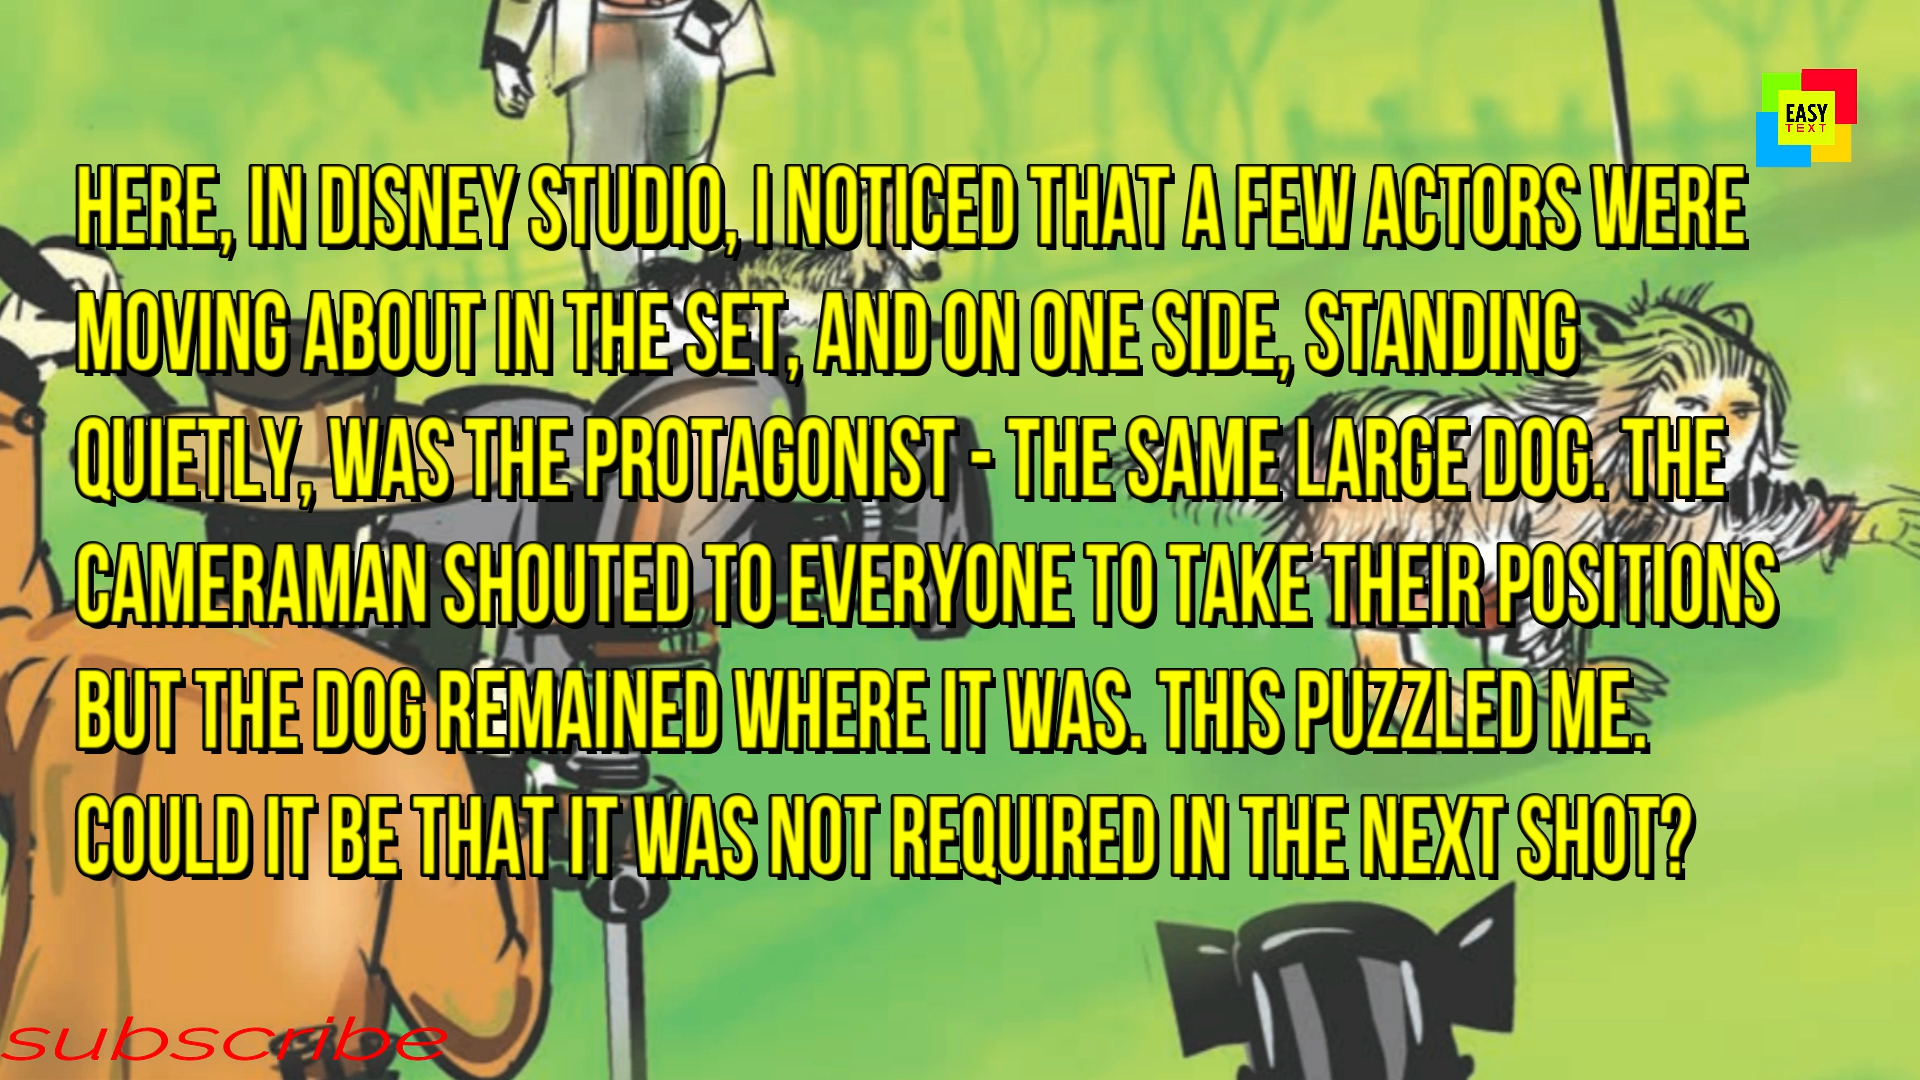 EASY
TEXT
HERE, IN DISNEY STUDIO, I NOTICED THAT A FEW ACTORS WERE
MOVING ABOUT IN THE SET, AND ON ONE SIDE, STANDING
QUIETLY, WAS THE PROTAGONIST - THE SAME LARGE DOG. THE
CAMERAMAN SHOUTED TO EVERYONE TO TAKE THEIR POSITIONS
BUT THE DOG REMAINED WHERE IT WAS. THIS PUZZLED ME.
COULD IT BE THAT IT WAS NOT REQUIRED IN THE NEXT SHOT?
subscribe